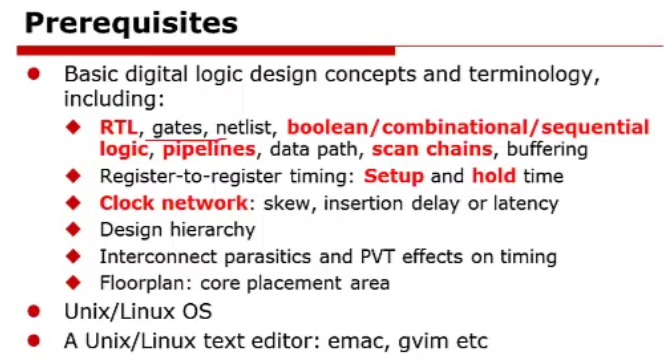 Prerequisites
Basic digital logic design concepts and terminology,
including:
RTL, gates, netlist, boolean/combinational/sequential
logic, pipelines, data path, scan chains, buffering
Register-to-register timing: Setup and hold time
Clock network: skew, insertion delay or latency
Design hierarchy
Interconnect parasitics and PVT effects on timing
Floorplan: core placement area
Unix/Linux OS
A Unix/Linux text editor: emac, gvim etc